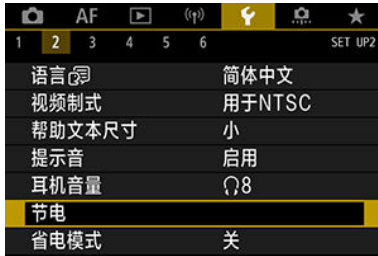 AF
1 2 3 4 5 6 SET UP2
语言 简体中文
视频制式 用于NTSC
帮助文本尺寸 小
提示音 启用
耳机音量 8
节电
省电模式 关